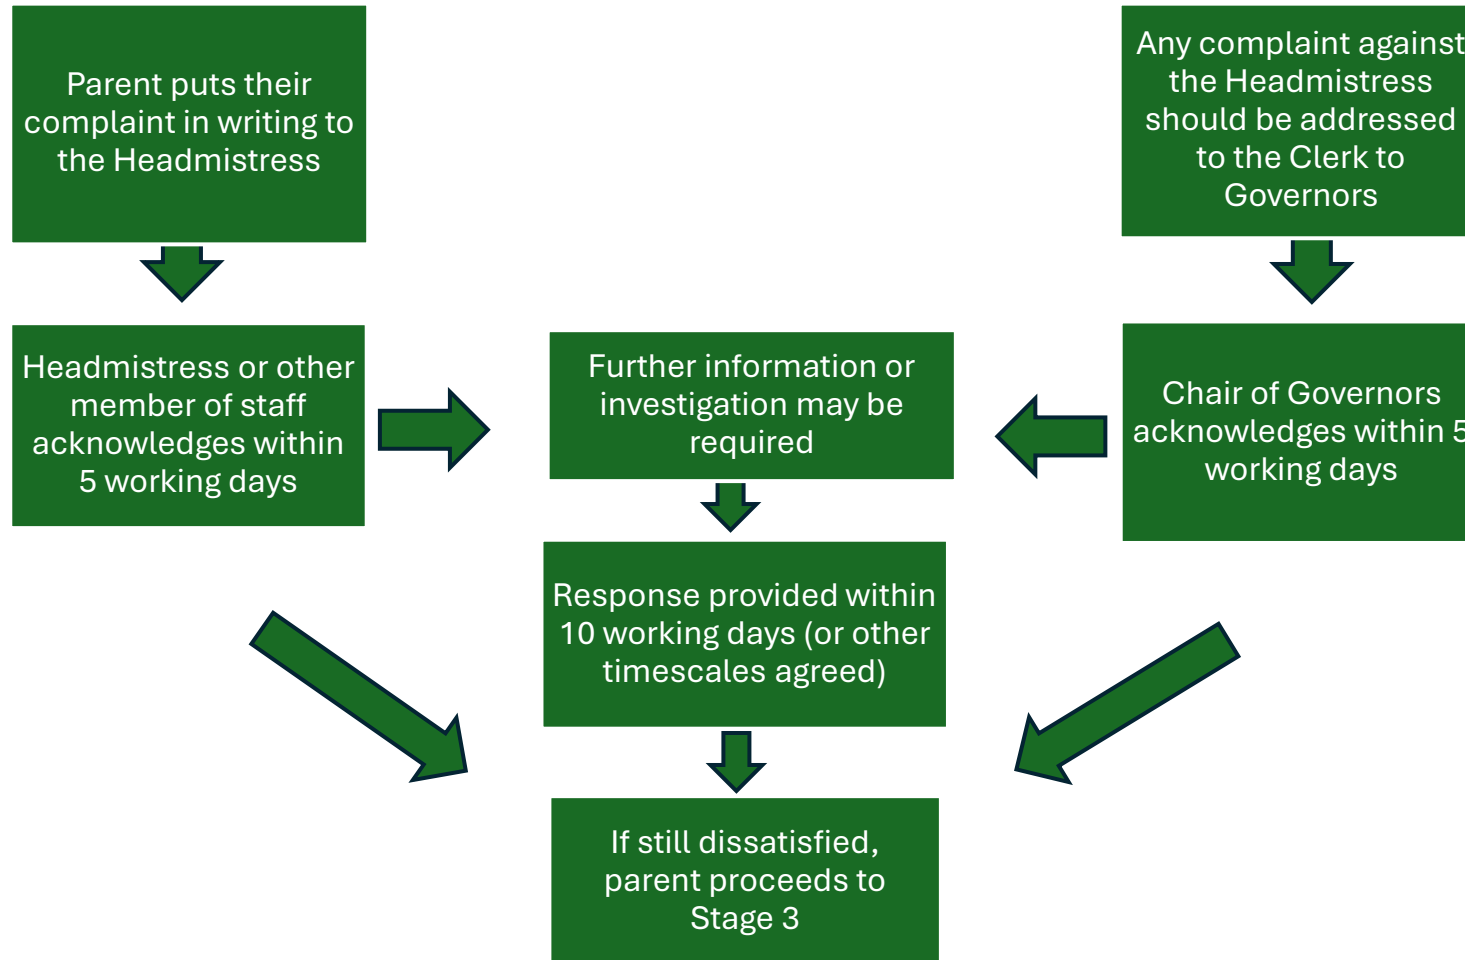 Parent puts their
complaint in writing to
the Headmistress
Any complaint against
the Headmistress
should be addressed
to the Clerk to
Governors
Headmistress or other
member of staff
acknowledges within
5 working days
Further information or
investigation may be
required
Chair of Governors
acknowledges within 5
working days
Response provided within
10 working days (or other
timescales agreed)
If still dissatisfied,
parent proceeds to
Stage 3